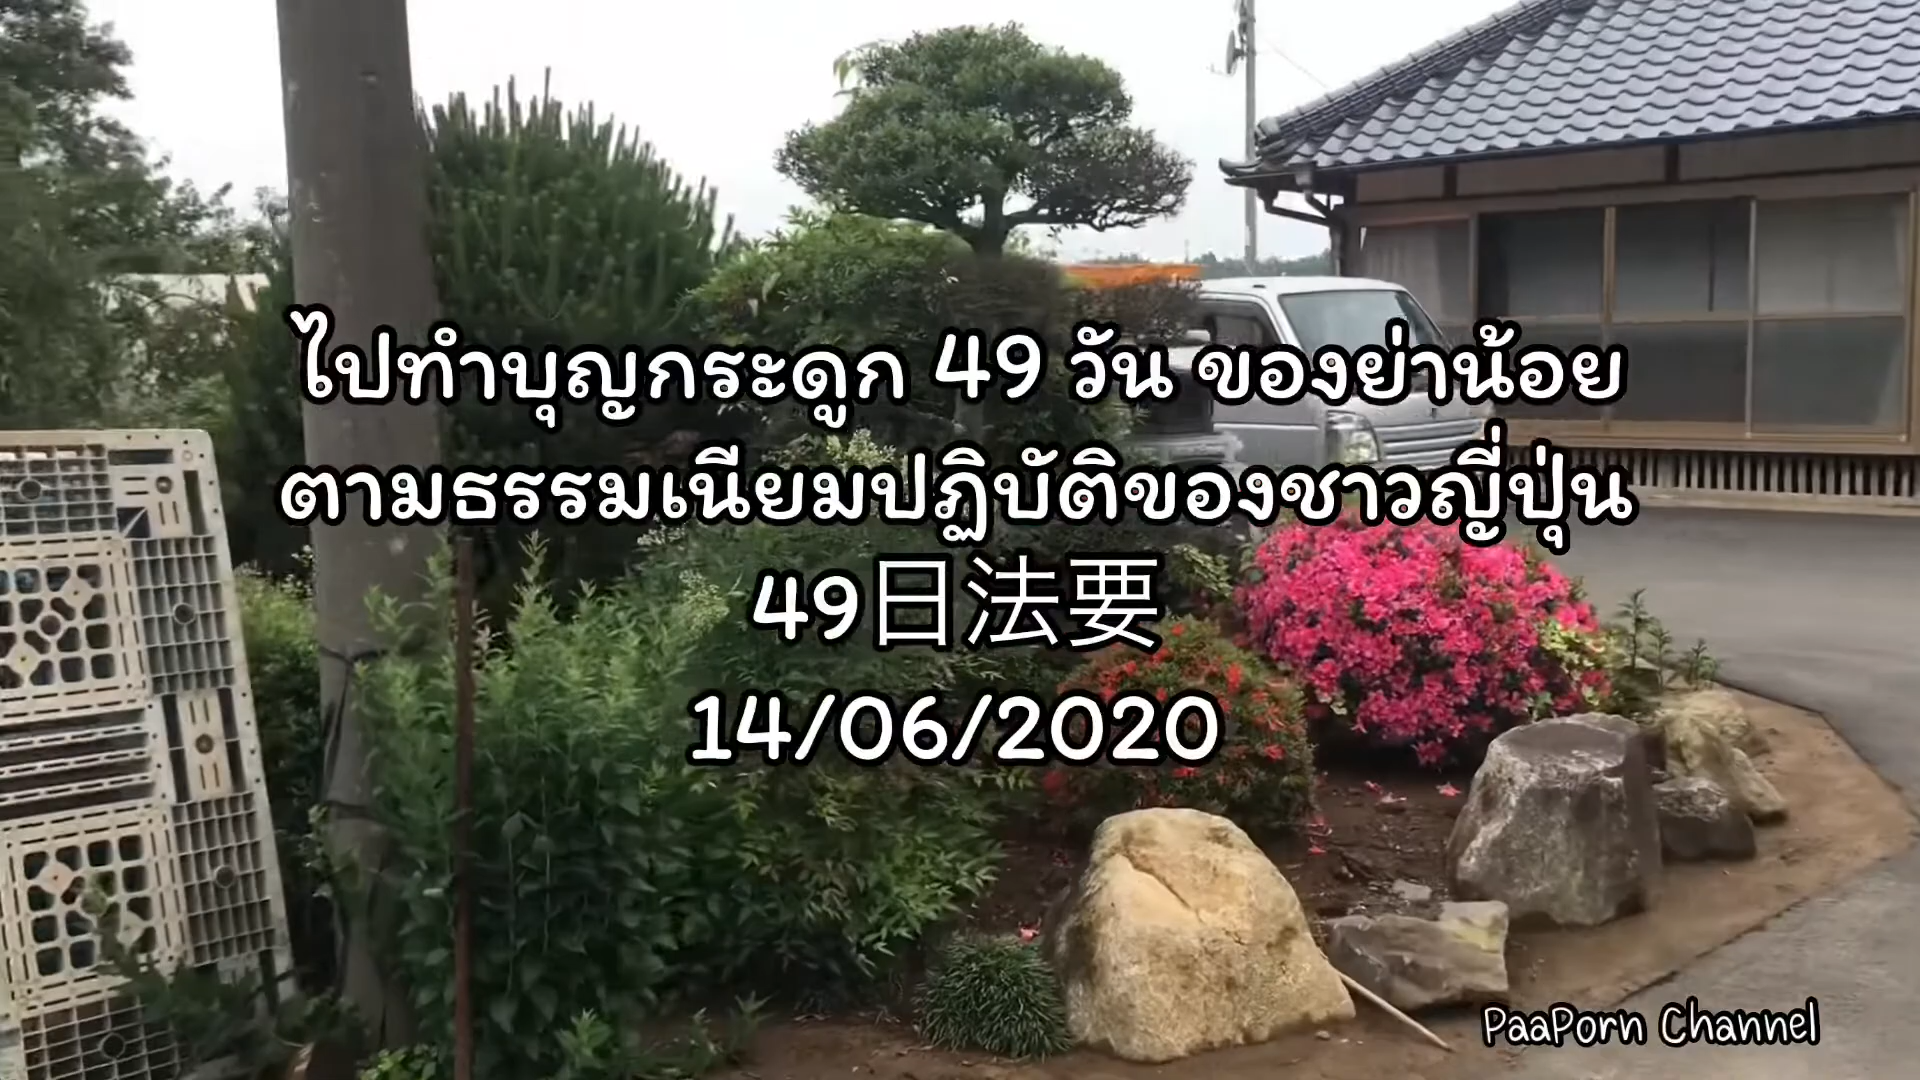 ไปทำบุญกระดูก 49 วัน ของย่าน้อย
ตามธรรมเนียมปฏิบัติของชาวญี่ปุ่น
49日法要
14/06/2020
PaaPorn Channel